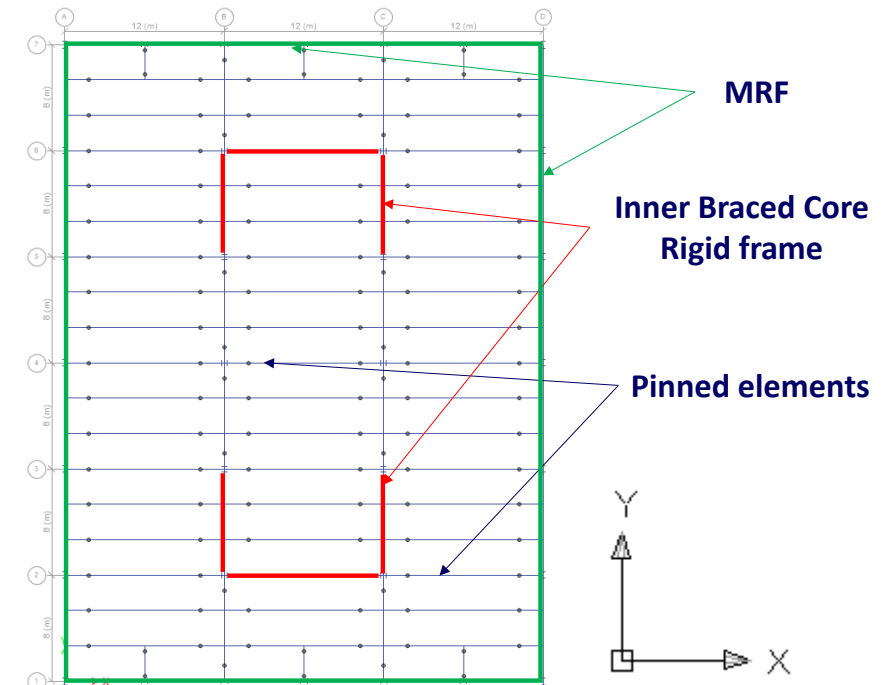 A B C D
12 (m) 12 (m) 12 (m)
7
8 (m)
MRF
6
8 (m)
Inner Braced Core
Rigid frame
5
8 (m)
4
Pinned elements
8 (m)
3
8 (m)
Y
2
8 (m)
X
1